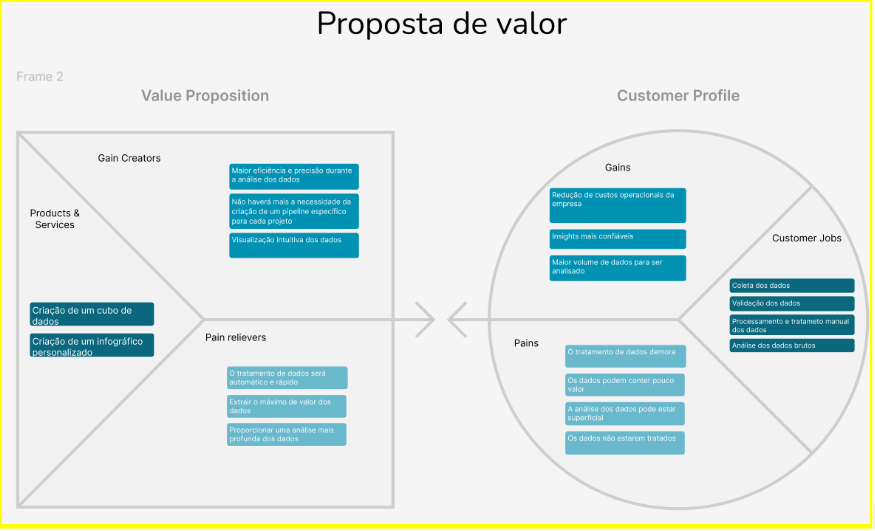 Proposta de valor
Frame 2
Value Proposition
Customer Profile
Gain Creators
Maior eficiência e precisão durante
a análise dos dados
Não haverá mais a necessidade da
criação de um pipeline específico
para cada projeto
Visualização Intuitiva dos dados
Products &
Services
Criação de um cubo de
dados
Criação de um infográfico
personalizado
Pain relievers
O tratamento de dados será
automático e rápido
Extrair o máximo de valor dos
dados
Proporcionar uma análise mais
profunda dos dados
Gains
Redução de custos operacionais da
empresa
Insights mais confiáveis
Maior volume de dados para ser
analisado
Customer Jobs
Coleta dos dados
Validação dos dados
Processamento e tratameto manual
dos dados
Análise dos dados brutos
Pains
O tratamento de dados demora
Os dados podem conter pouco
valor
A análise dos dados pode estar
superficial
Os dados não estarem tratados